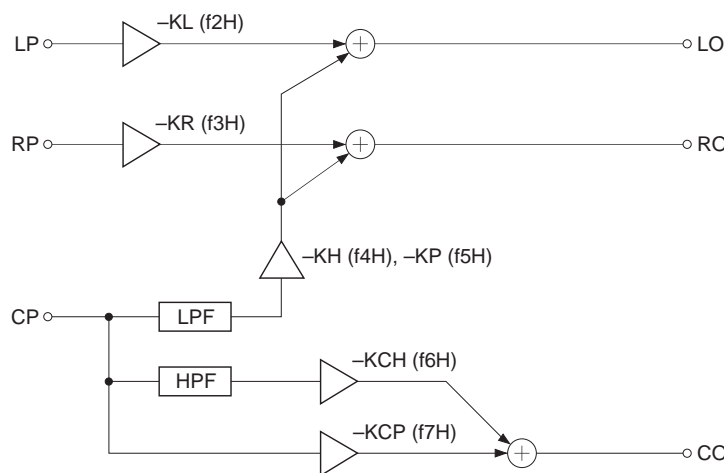 –KL (f2H)
LP
+
LO
–KR (f3H)
RP
+
RO
–KH (f4H), –KP (f5H)
CP
LPF
–KCH (f6H)
HPF
–KCP (f7H)
+
CO